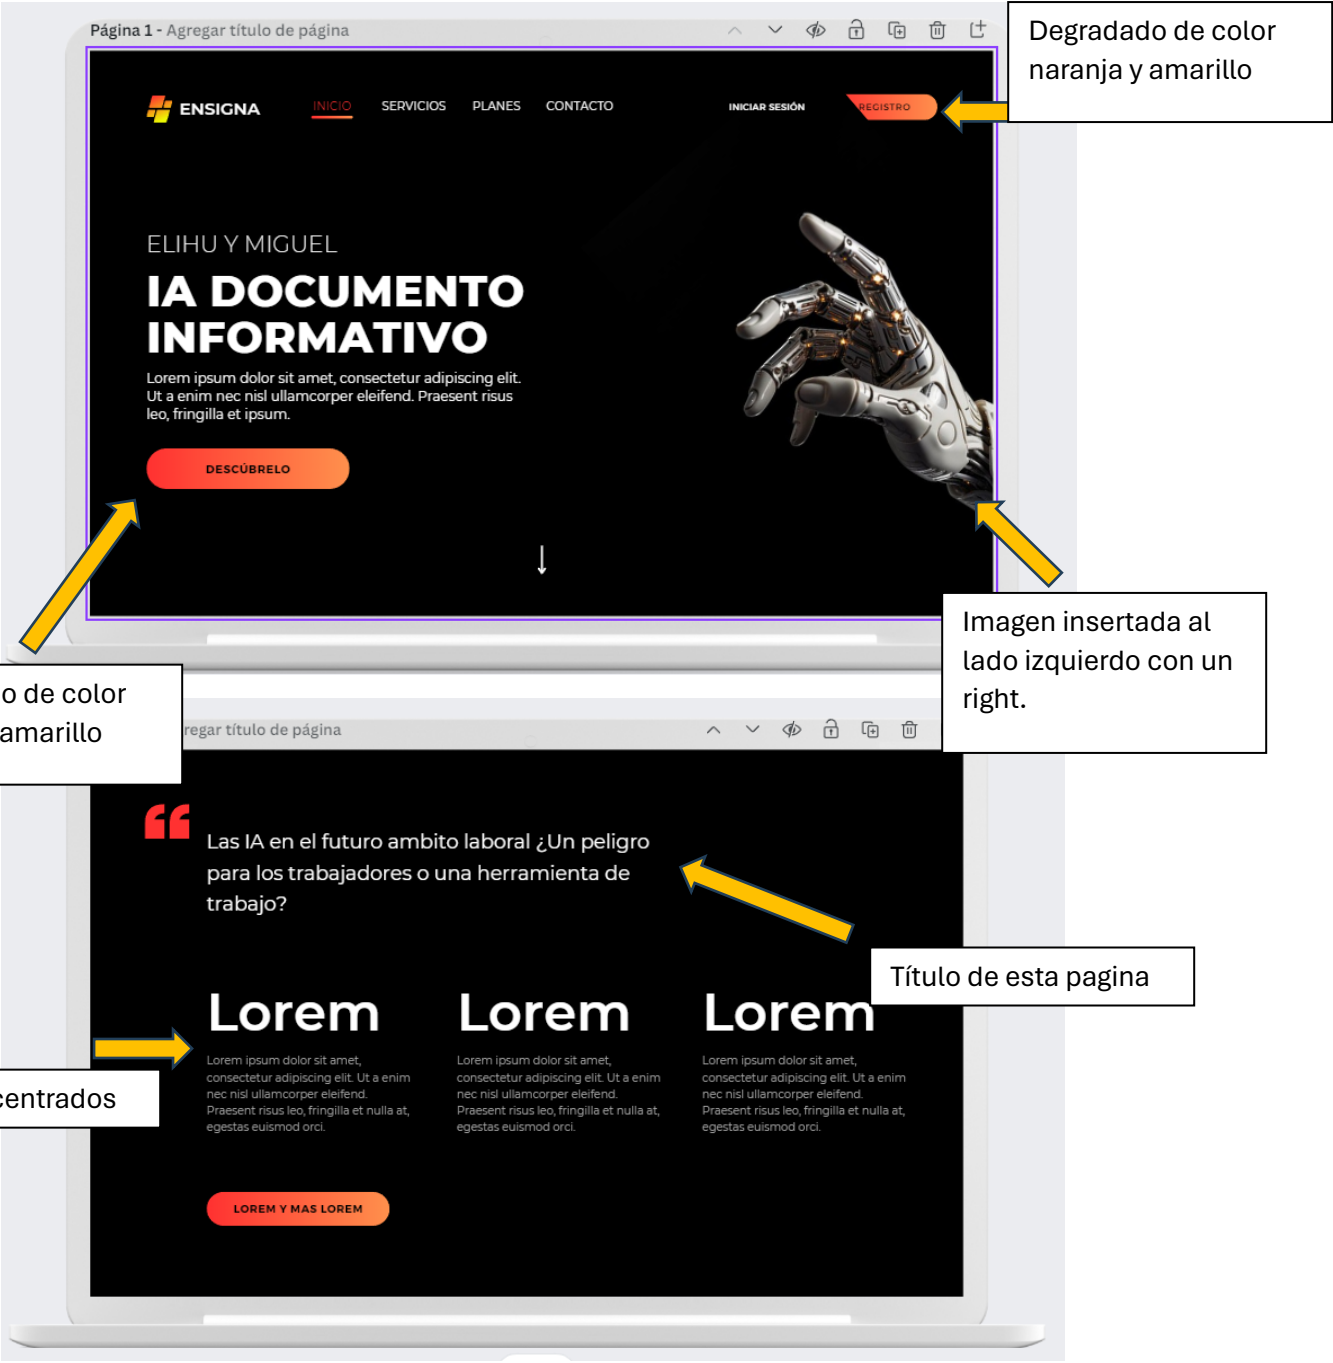 Página 1 - Agregar título de página
Degradado de color
naranja y amarillo
ENSIGNA
INICIO
SERVICIOS
PLANES
CONTACTO
INICIAR SESIÓN
REGISTRO
ELIHU Y MIGUEL
IA DOCUMENTO
INFORMATIVO
Lorem ipsum dolor sit amet, consectetur adipiscing elit.
Ut a enim nec nisl ullamcorper eleifend. Praesent risus
leo, fringilla et ipsum.
DESCÚBRELO
Imagen insertada al
lado izquierdo con un
right.
o de color
amarillo
regar título de página
Las IA en el futuro ambito laboral ¿Un peligro
para los trabajadores o una herramienta de
trabajo?
Título de esta pagina
Lorem
Lorem ipsum dolor sit amet,
consectetur adipiscing elit. Ut a enim
nec nisl ullamcorper eleifend.
Praesent risus leo, fringilla et nulla at,
egestas euismod orci.
Lorem
Lorem ipsum dolor sit amet,
consectetur adipiscing elit. Ut a enim
nec nisl ullamcorper eleifend.
Praesent risus leo, fringilla et nulla at,
egestas euismod orci.
Lorem
Lorem ipsum dolor sit amet,
consectetur adipiscing elit. Ut a enim
nec nisl ullamcorper eleifend.
Praesent risus leo, fringilla et nulla at,
egestas euismod orci.
centrados
LOREM Y MAS LOREM